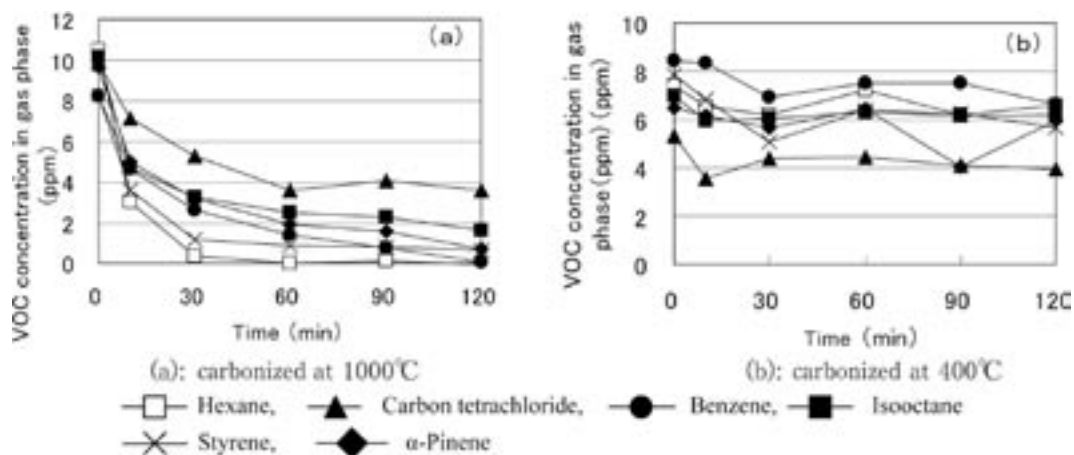 VOC concentration in gas phase
(ppm)
12
10
8
6
4
2
0
(a)
0 30 60 90 120
Time (min)
(a): carbonized at 1000℃
VOC concentration in gas
phase (ppm) (ppm)
10
8
6
4
2
0
(b)
0 30 60 90 120
Time (min)
(b): carbonized at 400℃
Hexane, Carbon tetrachloride, Benzene, Isooctane
Styrene, α-Pinene